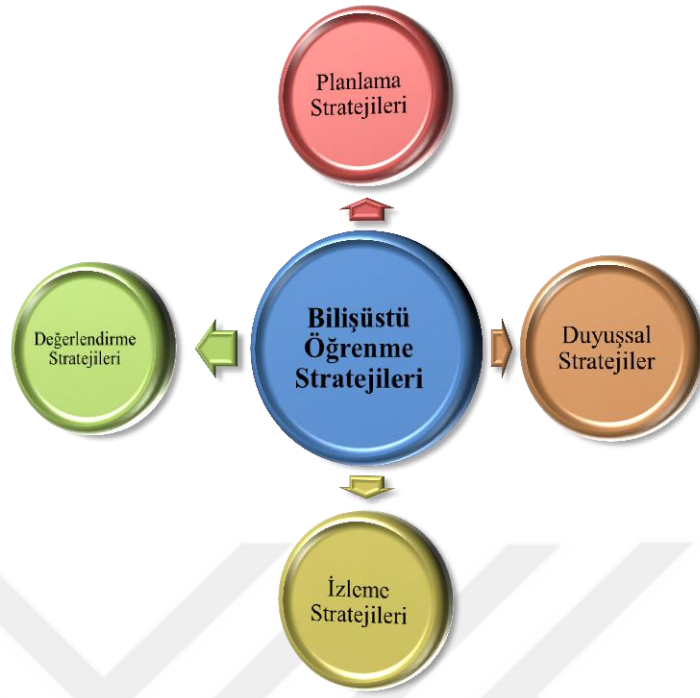 Planlama
Stratejileri
Değerlendirme
Stratejileri
Bilişüstü
Öğrenme
Stratejileri
Duyuşsal
Stratejiler
İzleme
Stratejileri